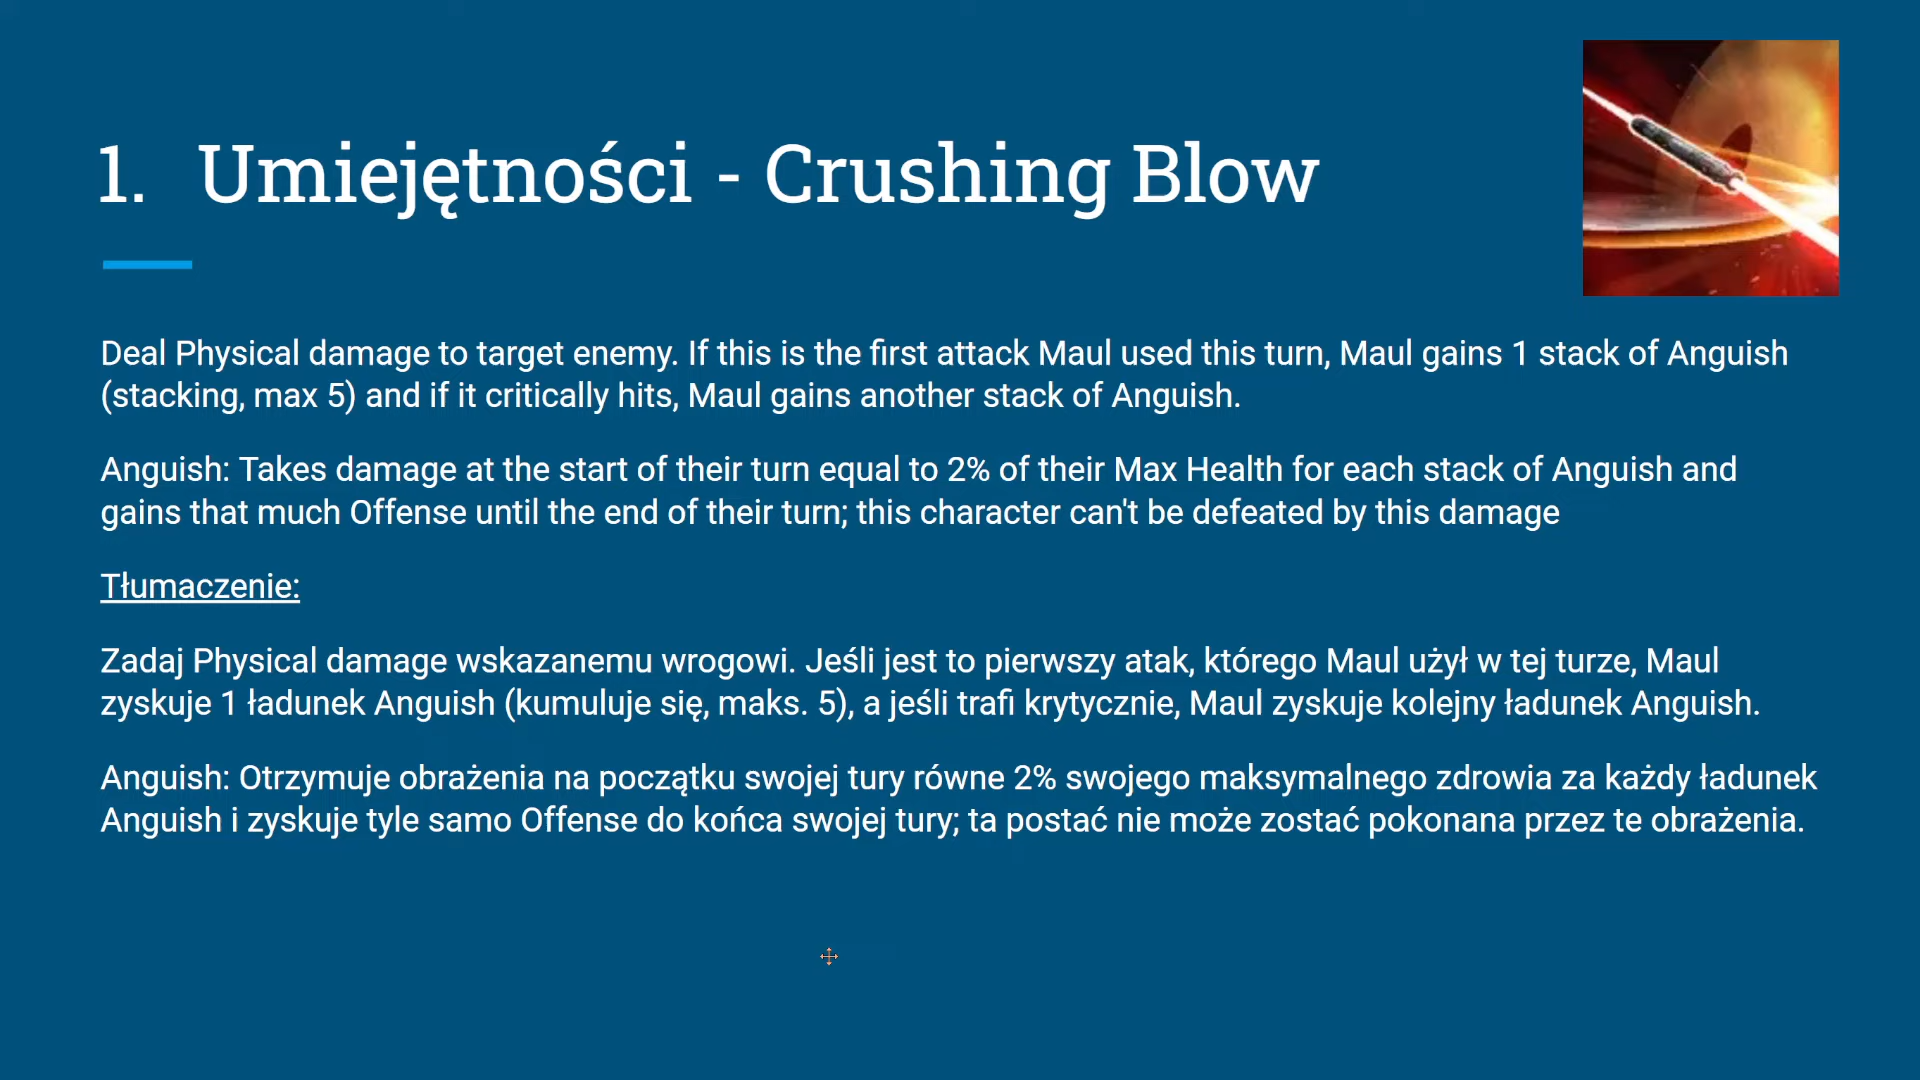 1. Umiejętności - Crushing Blow
Deal Physical damage to target enemy. If this is the first attack Maul used this turn, Maul gains 1 stack of Anguish
(stacking, max 5) and if it critically hits, Maul gains another stack of Anguish.
Anguish: Takes damage at the start of their turn equal to 2% of their Max Health for each stack of Anguish and
gains that much Offense until the end of their turn; this character can't be defeated by this damage
Tłumaczenie:
Zadaj Physical damage wskazanemu wrogowi. Jeśli jest to pierwszy atak, którego Maul użył w tej turze, Maul
zyskuje 1 ładunek Anguish (kumuluje się, maks. 5), a jeśli trafi krytycznie, Maul zyskuje kolejny ładunek Anguish.
Anguish: Otrzymuje obrażenia na początku swojej tury równe 2% swojego maksymalnego zdrowia za każdy ładunek
Anguish i zyskuje tyle samo Offense do końca swojej tury; ta postać nie może zostać pokonana przez te obrażenia.